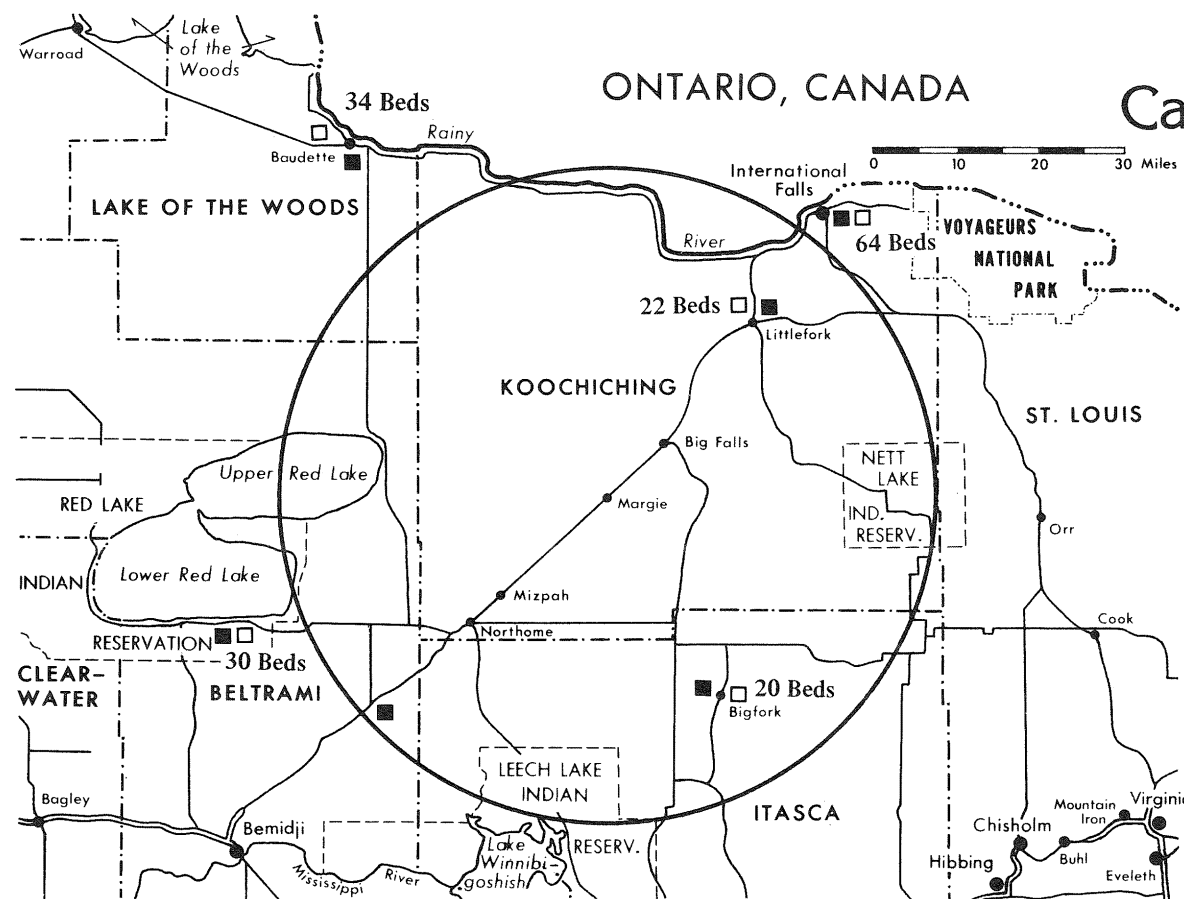 Lake
of the
Woods
Warroad
ONTARIO, CANADA
Ca
34 Beds
Rainy
Baudette
0 10 20 30 Miles
International
Falls
LAKE OF THE WOODS
64 Beds
VOYAGEURS
NATIONAL
PARK
River
22 Beds
Littlefork
KOOCHICHING
ST. LOUIS
Big Falls
Upper Red Lake
NETT
LAKE
IND.
RESERV.
RED LAKE
Margie
Orr
INDIAN
Lower Red Lake
Mizpah
Northome
Cook
RESERVATION
30 Beds
CLEAR-
WATER
BELTRAMI
20 Beds
Bigfork
LEECH LAKE
INDIAN
RESERV.
ITASCA
Bagley
Bemidji
Mississippi River
Lake
Winnibi-
goshish
Mountain
Iron
Virginia
Chisholm
Buhl
Hibbing
Eveleth